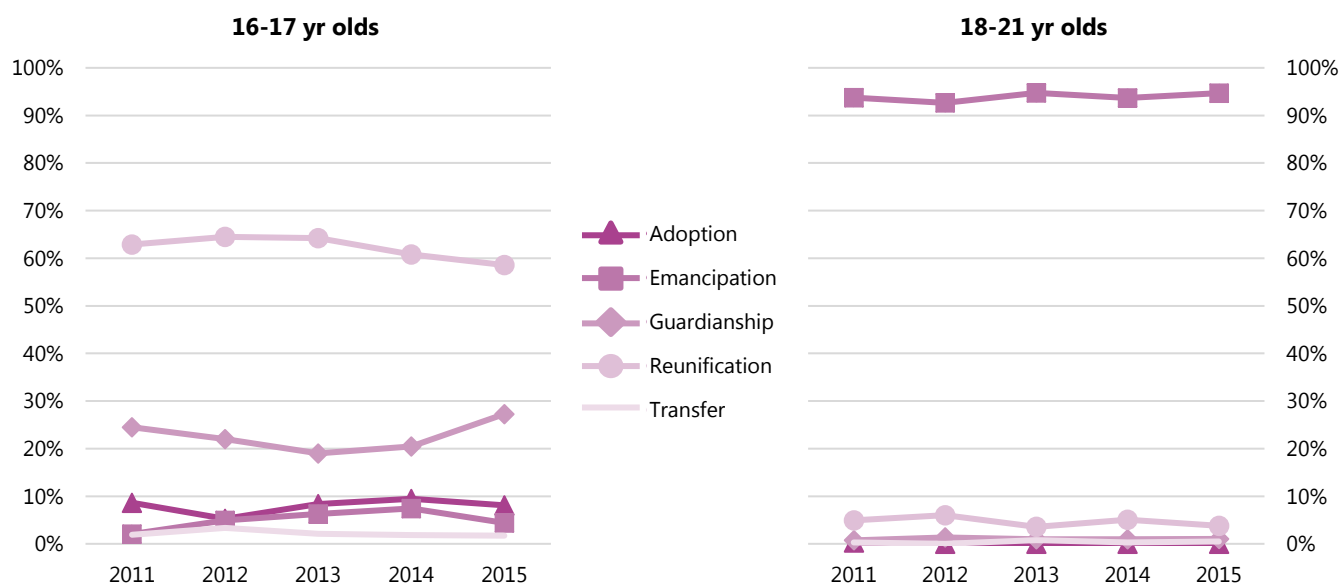 16-17 yr olds
100%
90%
80%
70%
60%
50%
40%
30%
20%
10%
0%
2011 2012 2013 2014 2015
Adoption
Emancipation
Guardianship
Reunification
Transfer
18-21 yr olds
100%
90%
80%
70%
60%
50%
40%
30%
20%
10%
0%
2011 2012 2013 2014 2015